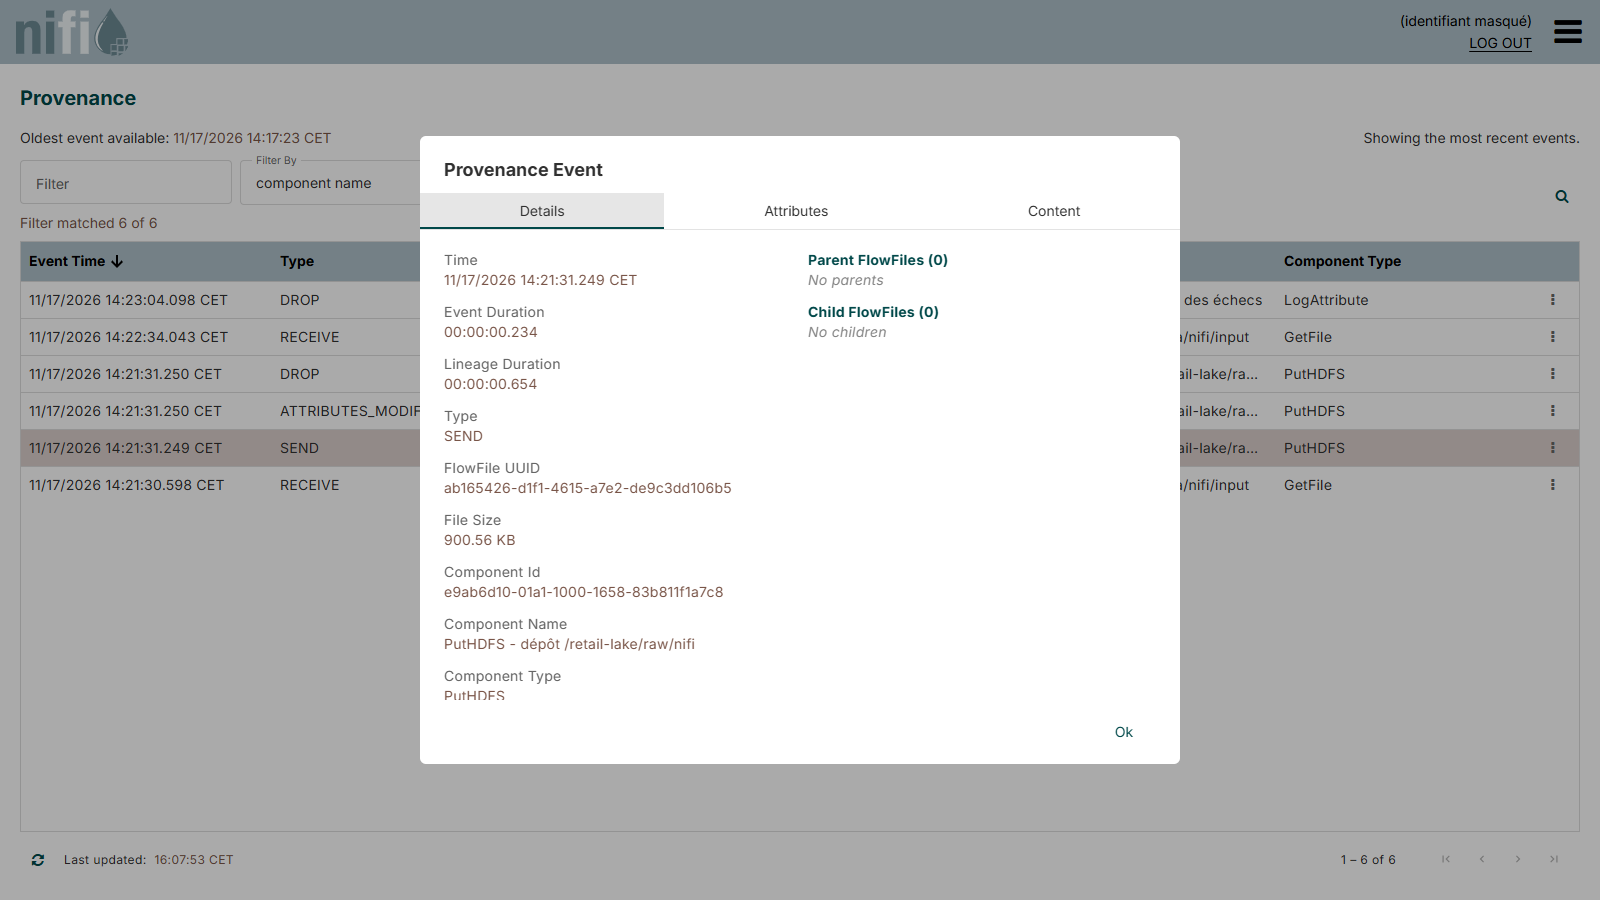 nifi
(identifiant masqué)
LOG OUT
Provenance
Oldest event available: 11/17/2026 14:17:23 CET
Showing the most recent events.
Filter
Filter By
component name
Filter matched 6 of 6
Event Time
Type
Component Type
11/17/2026 14:23:04.098 CET DROP des échecs LogAttribute
11/17/2026 14:22:34.043 CET RECEIVE a/nifi/input GetFile
11/17/2026 14:21:31.250 CET DROP ail-lake/ra... PutHDFS
11/17/2026 14:21:31.250 CET ATTRIBUTES_MODIF ail-lake/ra... PutHDFS
11/17/2026 14:21:31.249 CET SEND ail-lake/ra... PutHDFS
11/17/2026 14:21:30.598 CET RECEIVE a/nifi/input GetFile
Provenance Event
Details
Attributes
Content
Time
11/17/2026 14:21:31.249 CET
Event Duration
00:00:00.234
Lineage Duration
00:00:00.654
Type
SEND
FlowFile UUID
ab165426-d1f1-4615-a7e2-de9c3dd106b5
File Size
900.56 KB
Component Id
e9ab6d10-01a1-1000-1658-83b811f1a7c8
Component Name
PutHDFS - dépôt /retail-lake/raw/nifi
Component Type
PutHDFS
Parent FlowFiles (0)
No parents
Child FlowFiles (0)
No children
Ok
Last updated: 16:07:53 CET
1 – 6 of 6